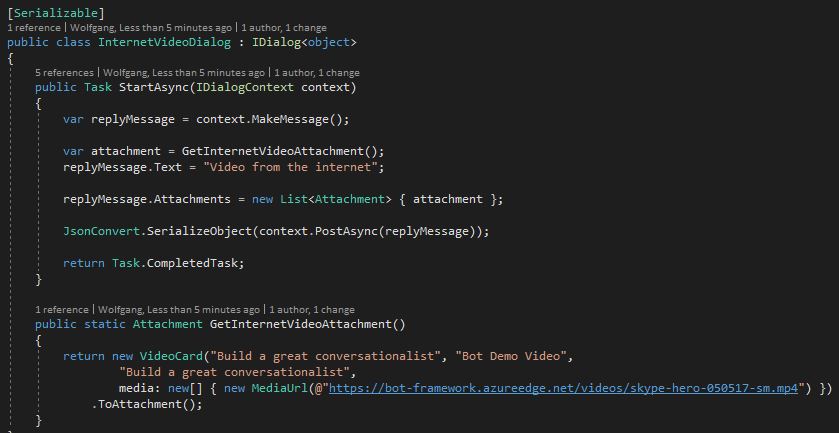 [Serializable]
1 reference | Wolfgang, Less than 5 minutes ago | 1 author, 1 change
public class InternetVideoDialog : IDialog<object>
{
5 references | Wolfgang, Less than 5 minutes ago | 1 author, 1 change
public Task StartAsync(IDialogContext context)
{
var replyMessage = context.MakeMessage();
var attachment = GetInternetVideoAttachment();
replyMessage.Text = "Video from the internet";
replyMessage.Attachments = new List<Attachment> { attachment };
JsonConvert.SerializeObject(context.PostAsync(replyMessage));
return Task.CompletedTask;
}
1 reference | Wolfgang, Less than 5 minutes ago | 1 author, 1 change
public static Attachment GetInternetVideoAttachment()
{
return new VideoCard("Build a great conversationalist", "Bot Demo Video",
"Build a great conversationalist",
media: new[] { new MediaUrl(@"https://bot-framework.azureedge.net/videos/skype-hero-050517-sm.mp4") })
.ToAttachment();
}